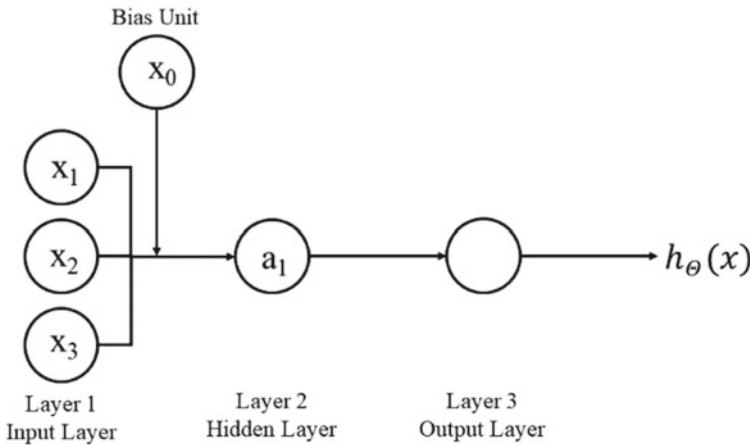 Bias Unit
x₀
x₁
x₂
x₃
a₁
h_Θ(x)
Layer 1
Input Layer
Layer 2
Hidden Layer
Layer 3
Output Layer